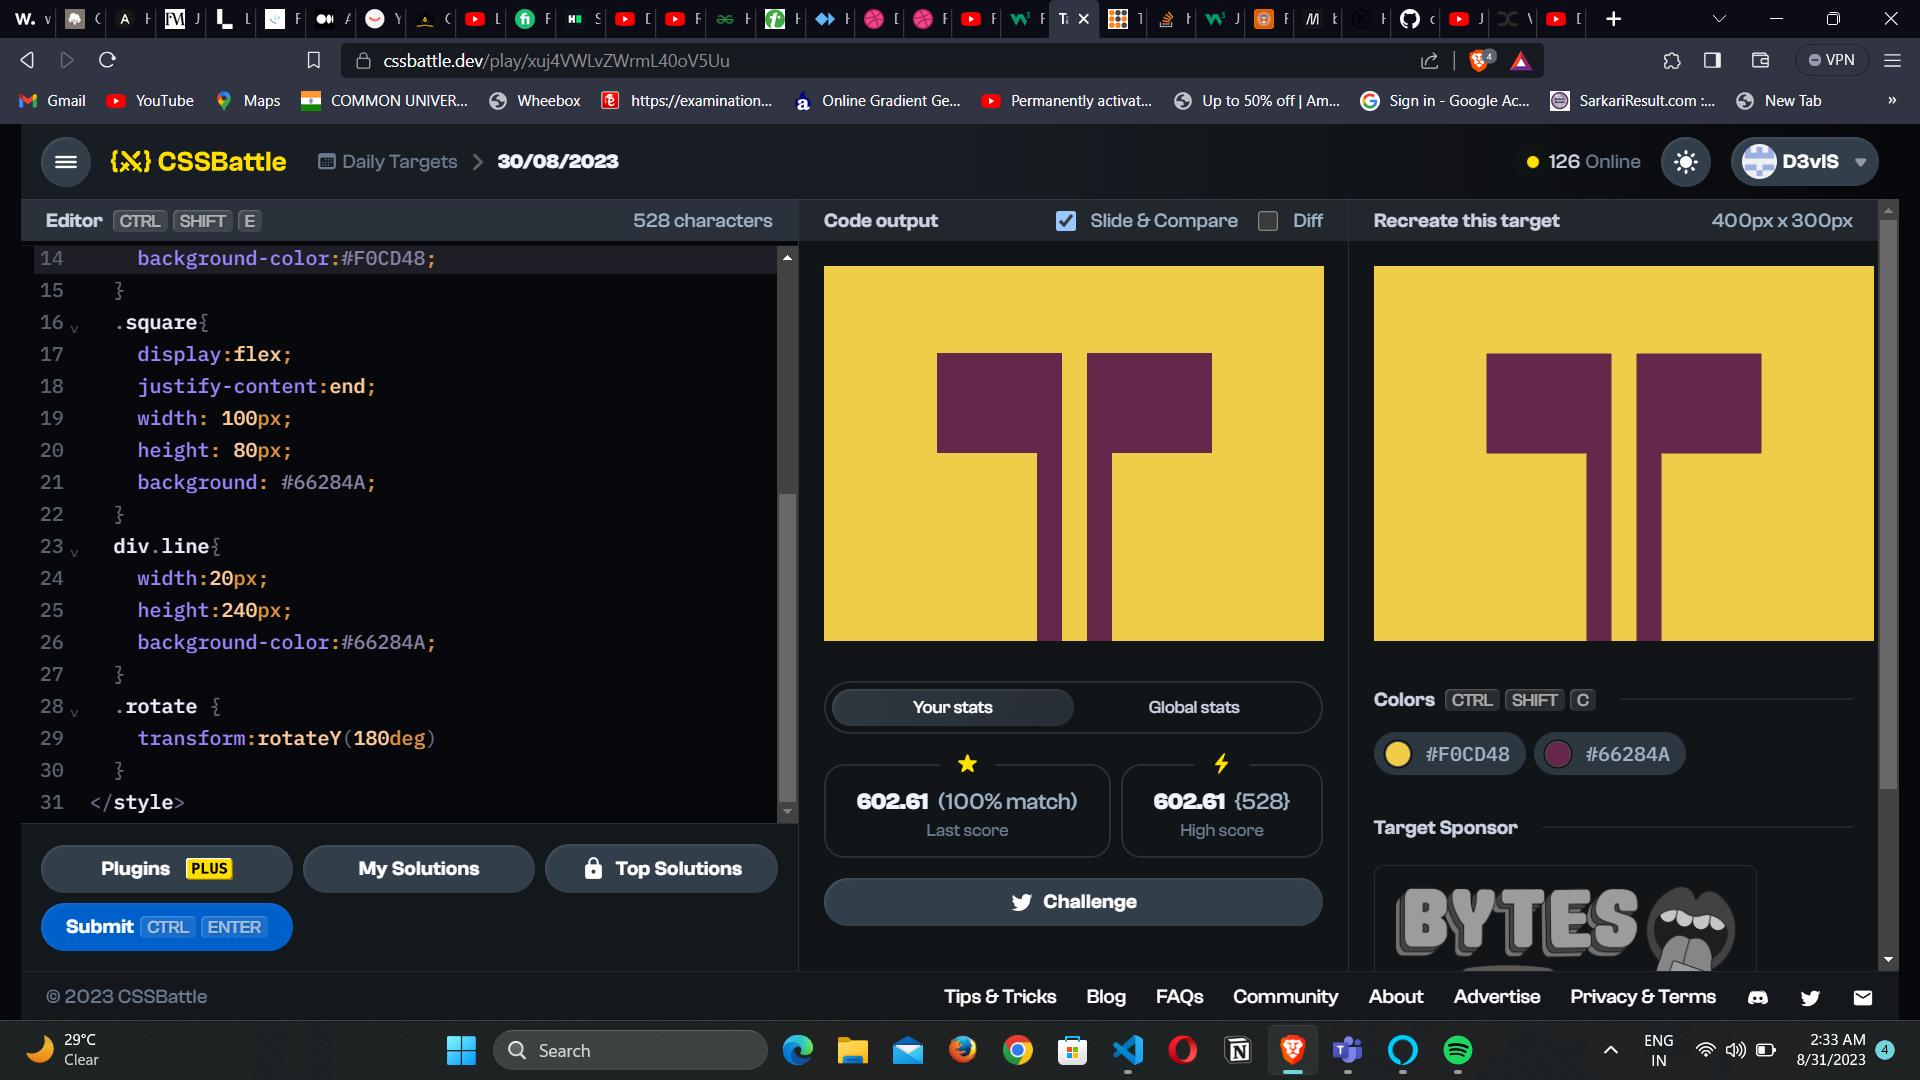 W. w
VPN
cssbattle.dev/play/xuj4VWLvZWrmL40oV5Uu
4
Gmail YouTube Maps COMMON UNIVER... Wheebox https://examination... Online Gradient Ge... Permanently activat... Up to 50% off | Am... Sign in - Google Ac... SarkariResult.com :... New Tab »
{X} CSSBattle Daily Targets 30/08/2023 126 Online D3vlS
Editor CTRL SHIFT E 528 characters
14 background-color:#F0CD48;
15 }
16 .square{
17 display:flex;
18 justify-content:end;
19 width: 100px;
20 height: 80px;
21 background: #66284A;
22 }
23 div.line{
24 width:20px;
25 height:240px;
26 background-color:#66284A;
27 }
28 .rotate {
29 transform:rotateY(180deg)
30 }
31 </style>
Plugins PLUS My Solutions Top Solutions
Submit CTRL ENTER
Code output Slide & Compare Diff
Your stats Global stats
602.61 (100% match)
Last score
602.61 {528}
High score
Challenge
Recreate this target 400px x 300px
Colors CTRL SHIFT C
#F0CD48 #66284A
Target Sponsor
BYTES
© 2023 CSSBattle Tips & Tricks Blog FAQs Community About Advertise Privacy & Terms
29°C
Clear
Search
ENG
IN
2:33 AM
8/31/2023
4